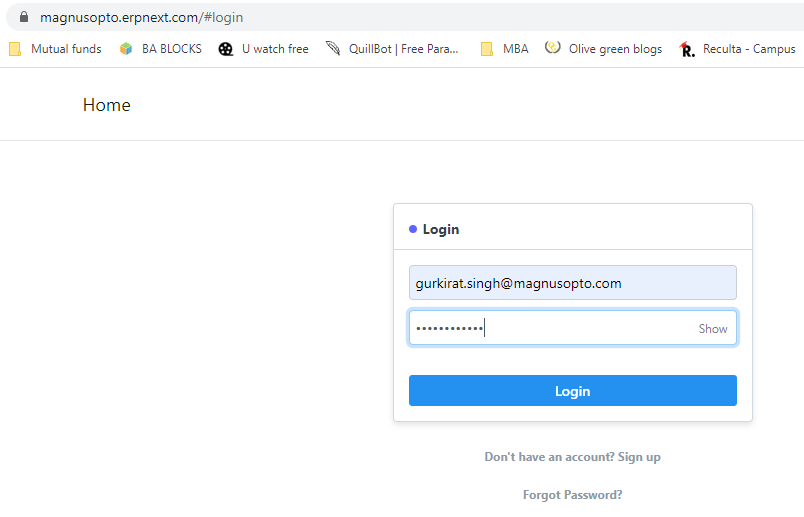 magnusopto.erpnext.com/#login
Mutual funds BA BLOCKS U watch free QuillBot | Free Para... MBA Olive green blogs R. Reculta - Campus
Home
Login
gurkirat.singh@magnusopto.com
•••••••••••• Show
Login
Don't have an account? Sign up
Forgot Password?